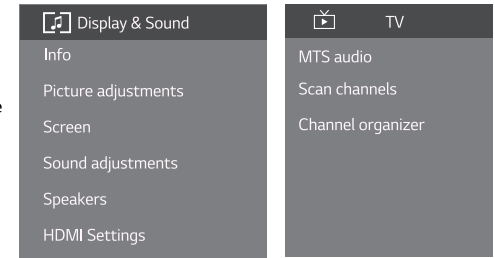 Display & Sound
Info
Picture adjustments
Screen
Sound adjustments
Speakers
HDMI Settings
TV
MTS audio
Scan channels
Channel organizer
e